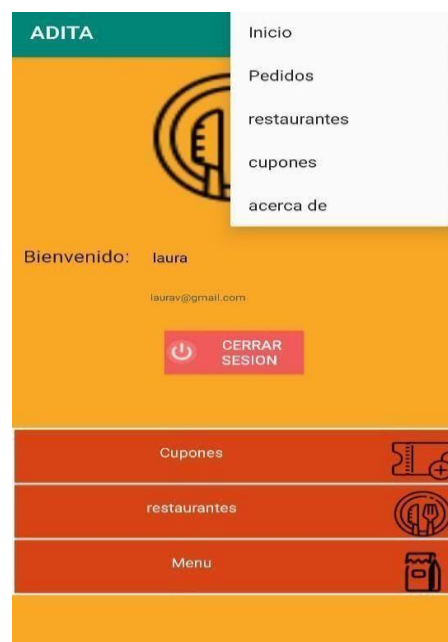 ADITA
Inicio
Pedidos
restaurantes
cupones
acerca de
Bienvenido: laura
laurav@gmail.com
CERRAR
SESION
Cupones
restaurantes
Menu